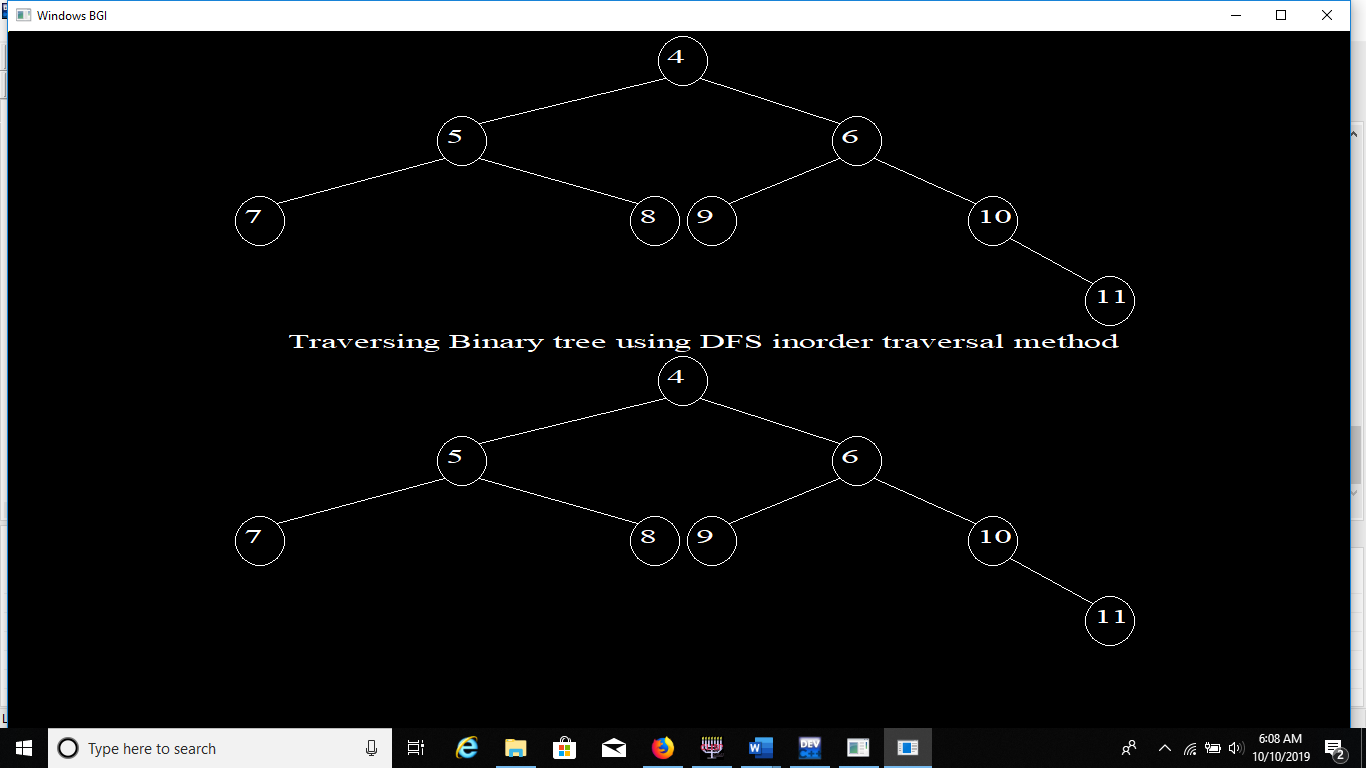 Windows BGI
4
5 6
7 8 9 10
11
Traversing Binary tree using DFS inorder traversal method
4
5 6
7 8 9 10
11
L
Type here to search
W DEV
6:08 AM
10/10/2019
2